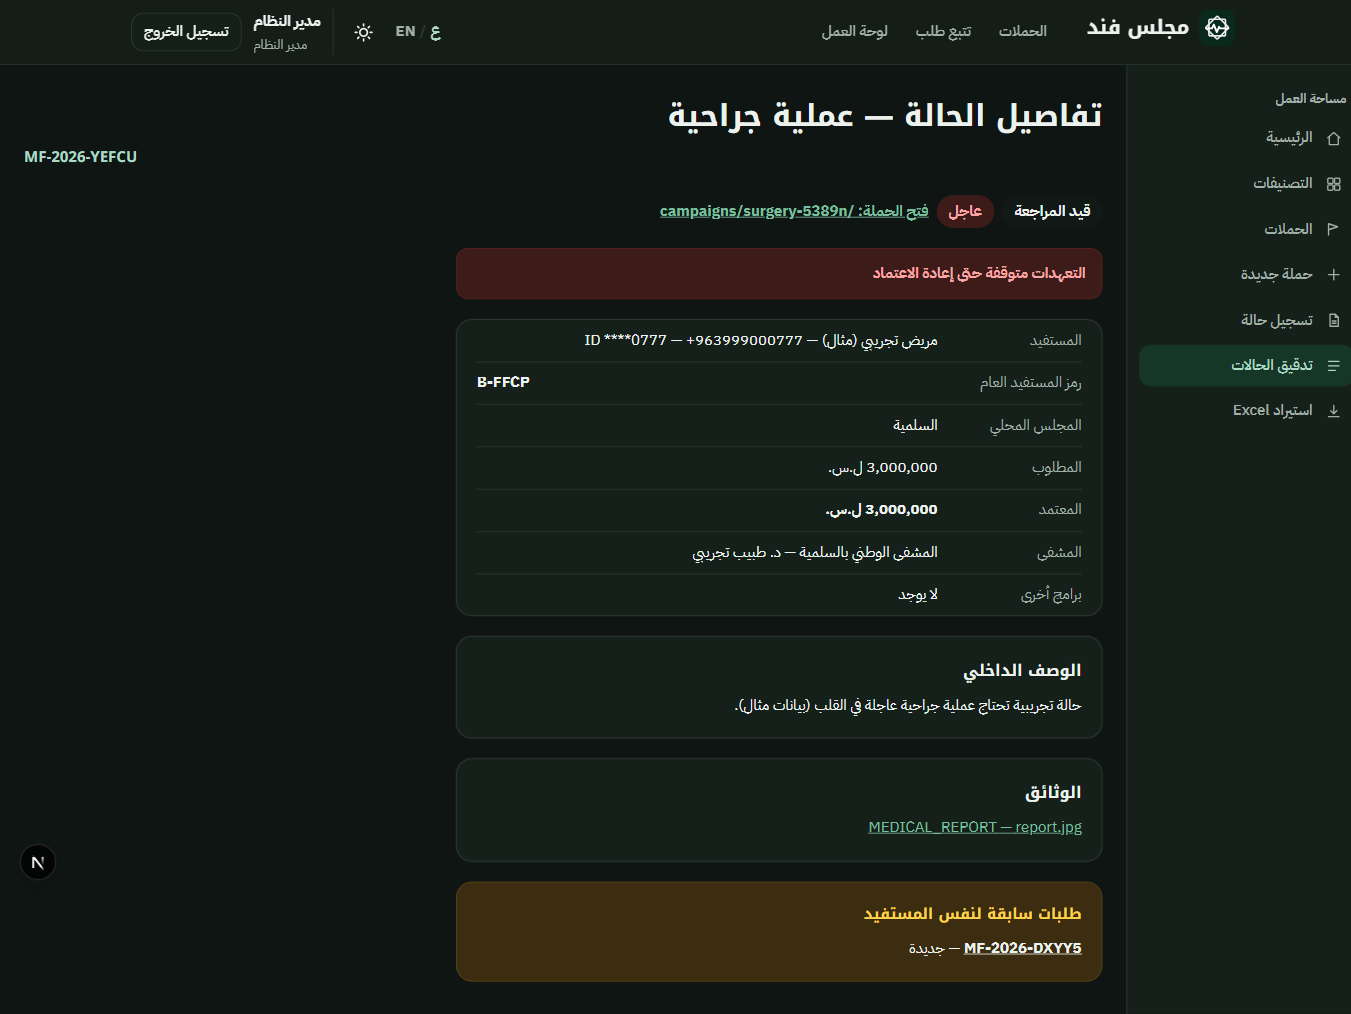 مجلس فند
الحملات
تتبع طلب
لوحة العمل
ع / EN
مدير النظام
مدير النظام
تسجيل الخروج
مساحة العمل
الرئيسية
التصنيفات
الحملات
حملة جديدة
تسجيل حالة
تدقيق الحالات
استيراد Excel
تفاصيل الحالة — عملية جراحية
MF-2026-YEFCU
قيد المراجعة
عاجل
فتح الحملة: /campaigns/surgery-5389n
التعهدات متوقفة حتى إعادة الاعتماد
المستفيد مريض تجريبي (مثال) — +963999000777 — ID ****0777
رمز المستفيد العام B-FFCP
المجلس المحلي السلمية
المطلوب 3,000,000 ل.س.
المعتمد 3,000,000 ل.س.
المشفى المشفى الوطني بالسلمية — د. طبيب تجريبي
برامج أخرى لا يوجد
الوصف الداخلي
حالة تجريبية تحتاج عملية جراحية عاجلة في القلب (بيانات مثال).
الوثائق
MEDICAL_REPORT — report.jpg
طلبات سابقة لنفس المستفيد
MF-2026-DXYY5 — جديدة
N